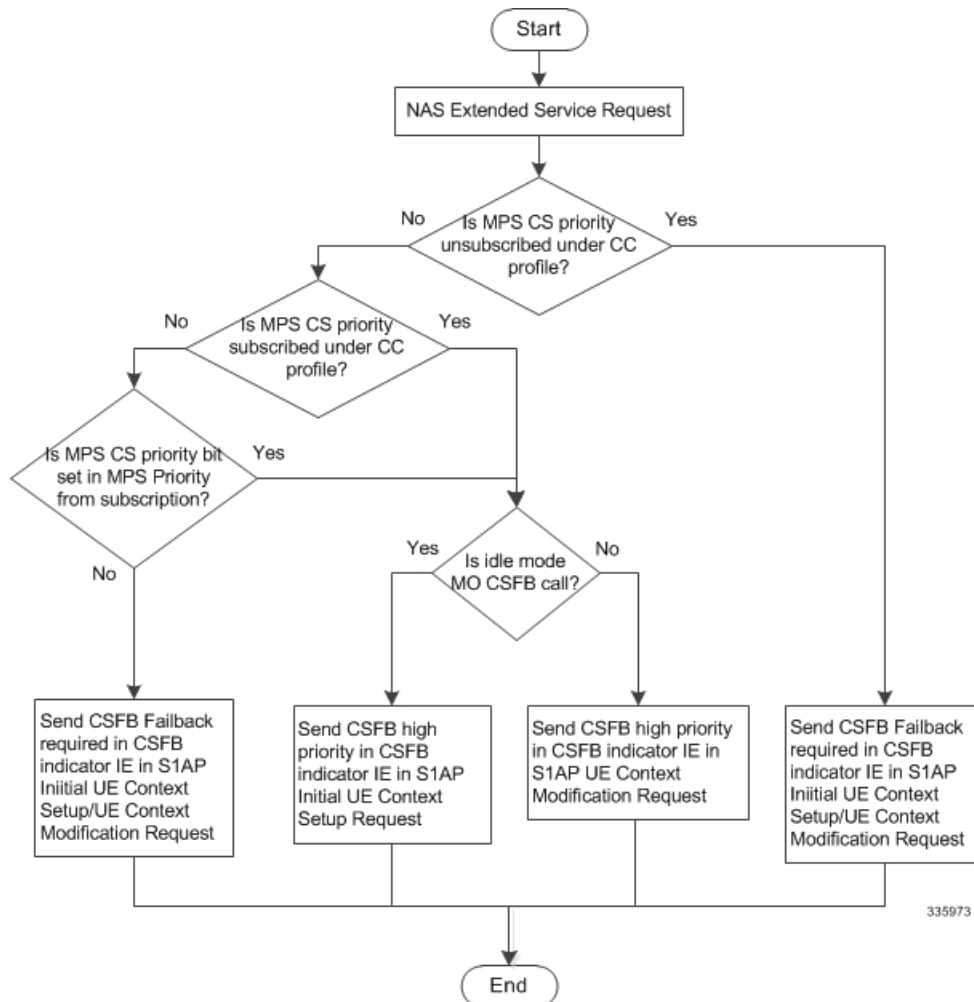 Start
NAS Extended Service Request
No
Is MPS CS priority
unsubscribed under CC
profile?
Yes
No
Is MPS CS priority
subscribed under CC
profile?
Yes
Is MPS CS priority bit
set in MPS Priority
from subscription?
Yes
No
Yes
Is idle mode
MO CSFB call?
No
Send CSFB Failback
required in CSFB
indicator IE in S1AP
Iniitial UE Context
Setup/UE Context
Modification Request
Send CSFB high
priority in CSFB
indicator IE in S1AP
Initial UE Context
Setup Request
Send CSFB high priority
in CSFB indicator IE in
S1AP UE Context
Modification Request
Send CSFB Failback
required in CSFB
indicator IE in S1AP
Iniitial UE Context
Setup/UE Context
Modification Request
335973
End